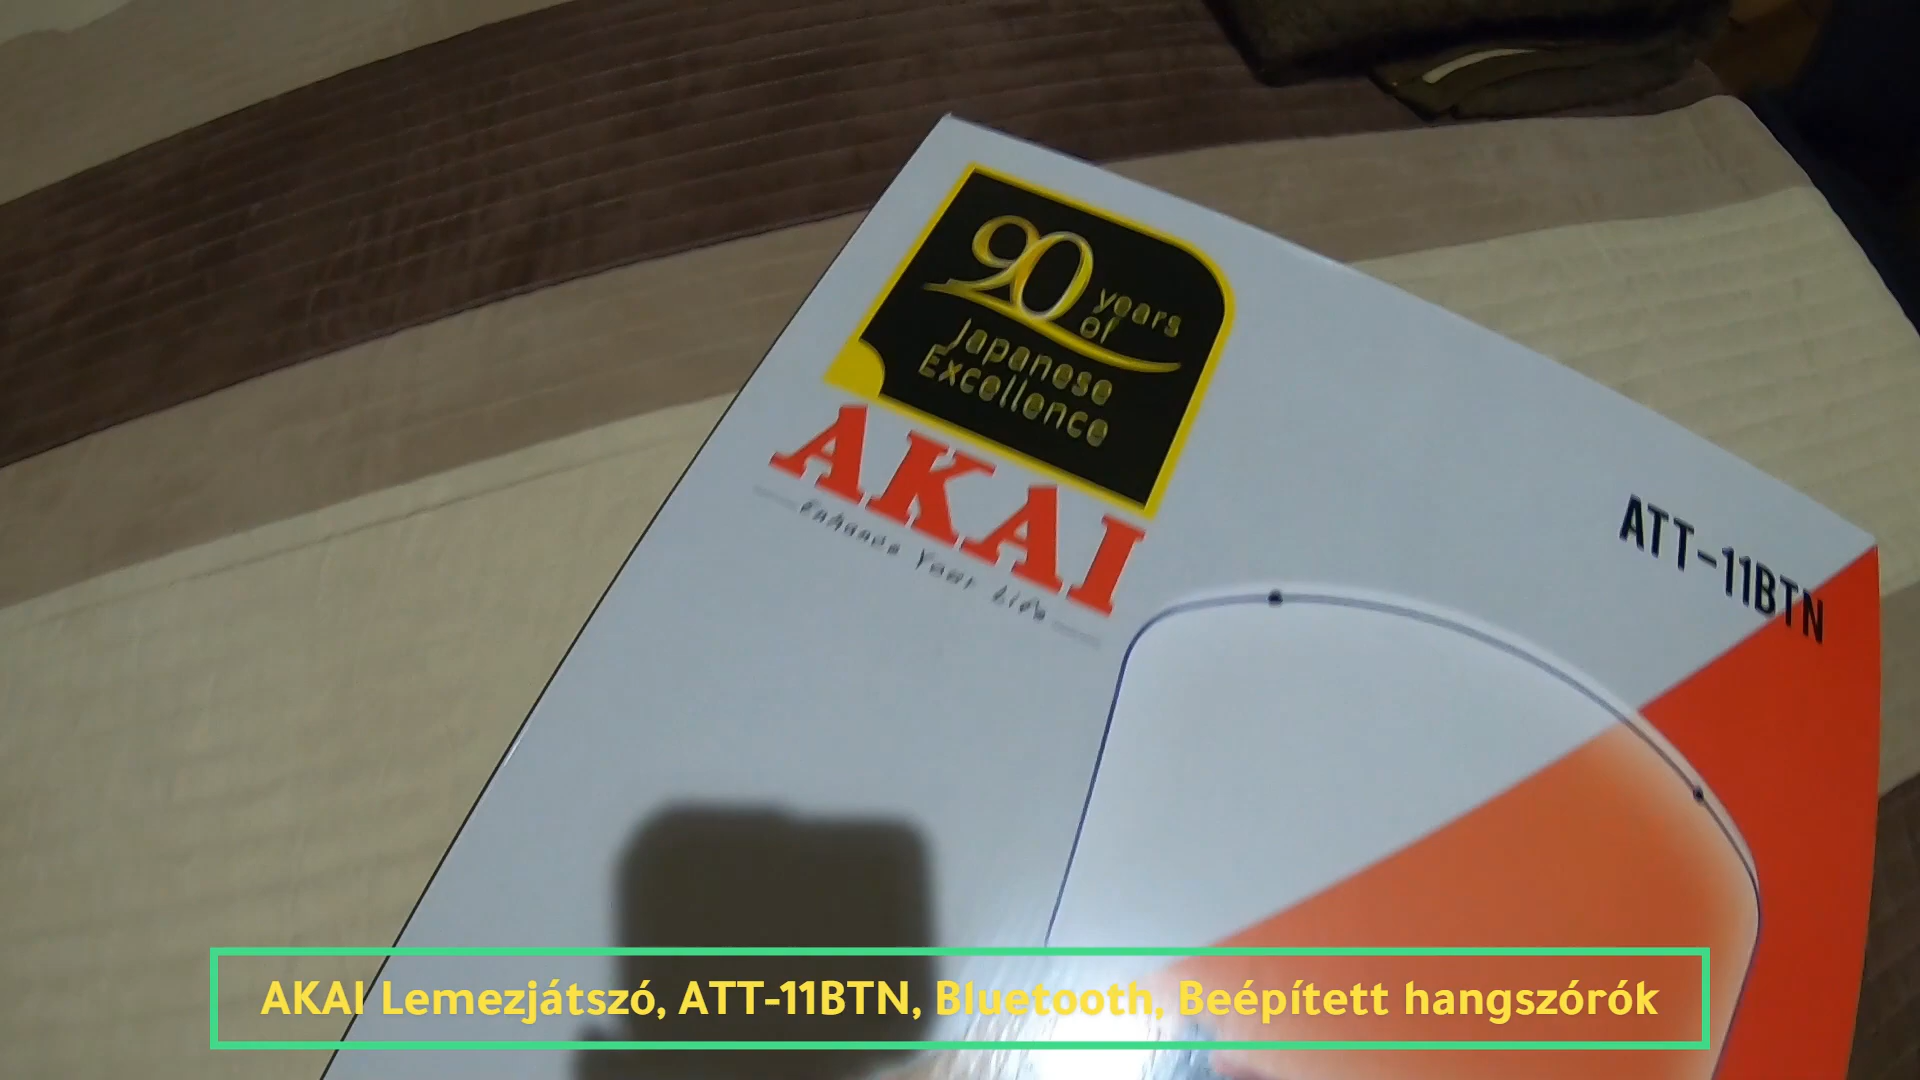 90 years
of
Japanese
Excellence
AKAI
Enhance Your Life
ATT-11BTN
AKAI Lemezjátszó, ATT-11BTN, Bluetooth, Beépített hangszórók